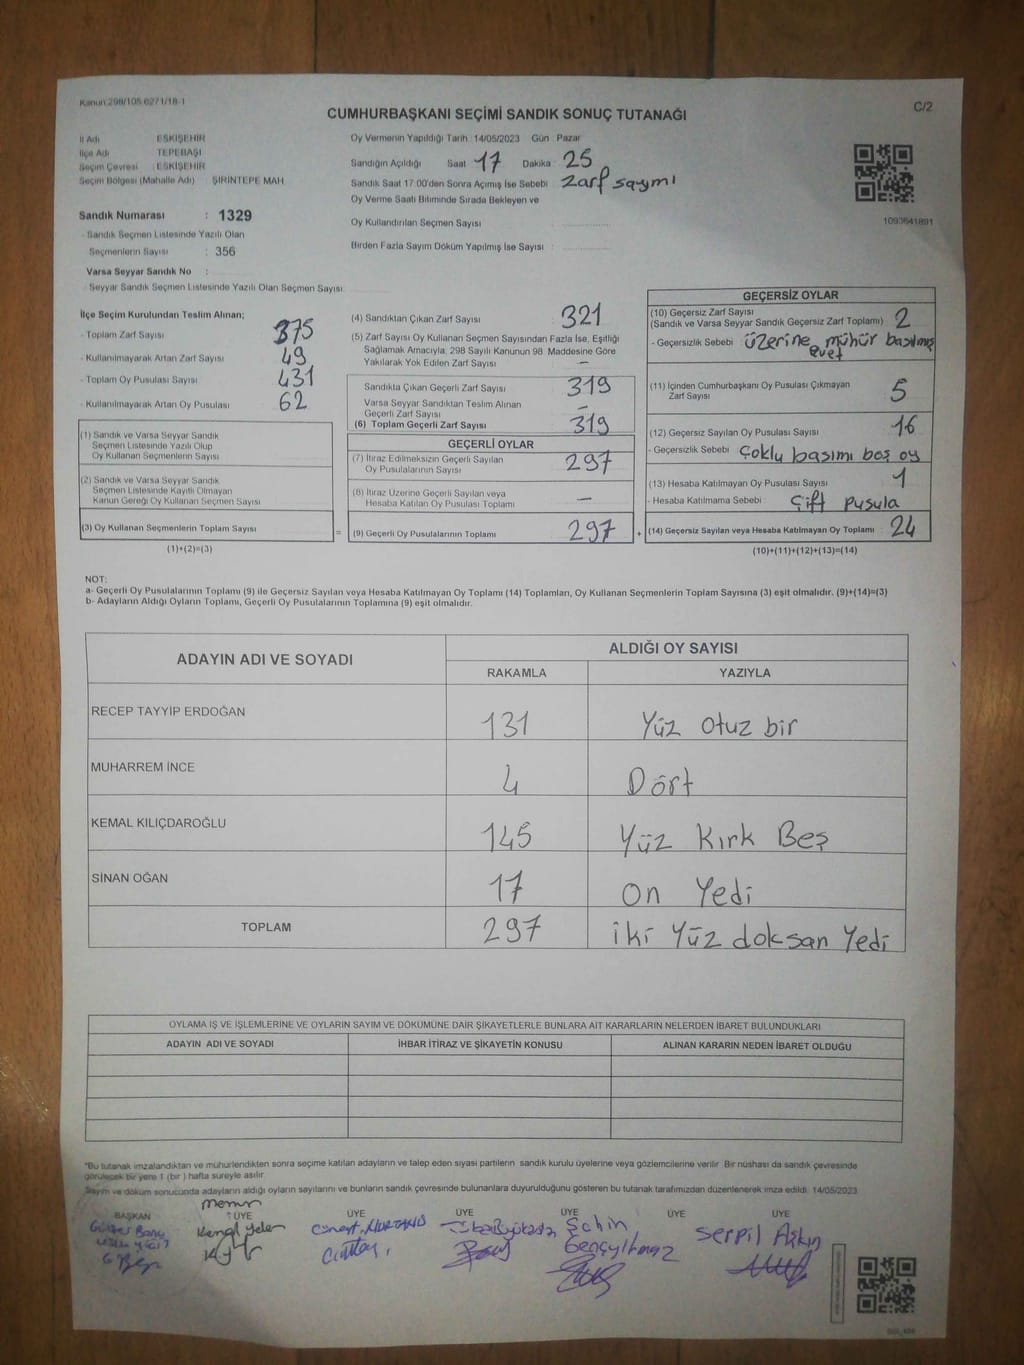 Kanun 298/105 6271/18-1
C/2
CUMHURBAŞKANI SEÇİMİ SANDIK SONUÇ TUTANAĞI
İl Adı : ESKİŞEHİR
İlçe Adı : TEPEBAŞI
Seçim Çevresi : ESKİŞEHİR
Seçim Bölgesi (Mahalle Adı) : ŞİRİNTEPE MAH
Sandık Numarası : 1329
- Sandık Seçmen Listesinde Yazılı Olan
Seçmenlerin Sayısı : 356
Varsa Seyyar Sandık No :
- Seyyar Sandık Seçmen Listesinde Yazılı Olan Seçmen Sayısı:
Oy Vermenin Yapıldığı Tarih 14/05/2023 Gün Pazar
Sandığın Açıldığı Saat 17 Dakika : 25
Sandık Saat 17:00'den Sonra Açımış İse Sebebi : Zarf sayımı
Oy Verme Saati Bitiminde Sırada Bekleyen ve
Oy Kullandırılan Seçmen Sayısı :
Birden Fazla Sayım Döküm Yapılmış İse Sayısı :
1093641891
İlçe Seçim Kurulundan Teslim Alınan;
- Toplam Zarf Sayısı : 375
- Kullanılmayarak Artan Zarf Sayısı : 49
- Toplam Oy Pusulası Sayısı : 431
- Kullanılmayarak Artan Oy Pusulası : 62
(1) Sandık ve Varsa Seyyar Sandık
Seçmen Listesinde Yazılı Olup
Oy Kullanan Seçmenlerin Sayısı
(2) Sandık ve Varsa Seyyar Sandık
Seçmen Listesinde Kayıtlı Olmayan
Kanun Gereği Oy Kullanan Seçmen Sayısı
(3) Oy Kullanan Seçmenlerin Toplam Sayısı :
(1)+(2)=(3)
=
(4) Sandıktan Çıkan Zarf Sayısı : 321
(5) Zarf Sayısı Oy Kullanan Seçmen Sayısından Fazla İse, Eşitliği
Sağlamak Amacıyla, 298 Sayılı Kanunun 98. Maddesine Göre
Yakılarak Yok Edilen Zarf Sayısı : —
Sandıkta Çıkan Geçerli Zarf Sayısı : 319
Varsa Seyyar Sandıktan Teslim Alınan
Geçerli Zarf Sayısı : —
(6) Toplam Geçerli Zarf Sayısı : 319
GEÇERLİ OYLAR
(7) İtiraz Edilmeksizin Geçerli Sayılan
Oy Pusulalarının Sayısı : 297
(8) İtiraz Üzerine Geçerli Sayılan veya
Hesaba Katılan Oy Pusulası Toplamı : —
(9) Geçerli Oy Pusulalarının Toplamı : 297
+
GEÇERSİZ OYLAR
(10) Geçersiz Zarf Sayısı
(Sandık ve Varsa Seyyar Sandık Geçersiz Zarf Toplamı) : 2
- Geçersizlik Sebebi : üzerine mühür basılmış
evet
(11) İçinden Cumhurbaşkanı Oy Pusulası Çıkmayan
Zarf Sayısı : 5
(12) Geçersiz Sayılan Oy Pusulası Sayısı : 16
- Geçersizlik Sebebi : Çoklu basımı boş oy
(13) Hesaba Katılmayan Oy Pusulası Sayısı : 1
- Hesaba Katılmama Sebebi : Çift Pusula
(14) Geçersiz Sayılan veya Hesaba Katılmayan Oy Toplamı : 24
(10)+(11)+(12)+(13)=(14)
NOT:
a- Geçerli Oy Pusulalarının Toplamı (9) ile Geçersiz Sayılan veya Hesaba Katılmayan Oy Toplamı (14) Toplamları, Oy Kullanan Seçmenlerin Toplam Sayısına (3) eşit olmalıdır. (9)+(14)=(3)
b- Adayların Aldığı Oyların Toplamı, Geçerli Oy Pusulalarının Toplamına (9) eşit olmalıdır.
ADAYIN ADI VE SOYADI
ALDIĞI OY SAYISI
RAKAMLA YAZIYLA
RECEP TAYYİP ERDOĞAN 131 Yüz otuz bir
MUHARREM İNCE 4 Dört
KEMAL KILIÇDAROĞLU 145 Yüz Kırk Beş
SİNAN OĞAN 17 on Yedi
TOPLAM 297 iki Yüz doksan Yedi
OYLAMA İŞ VE İŞLEMLERİNE VE OYLARIN SAYIM VE DÖKÜMÜNE DAİR ŞİKAYETLERLE BUNLARA AİT KARARLARIN NELERDEN İBARET BULUNDUKLARI
ADAYIN ADI VE SOYADI İHBAR İTİRAZ VE ŞİKAYETİN KONUSU ALINAN KARARIN NEDEN İBARET OLDUĞU
*Bu tutanak imzalandıktan ve mühürlendikten sonra seçime katılan adayların ve talep eden siyasi partilerin sandık kurulu üyelerine veya gözlemcilerine verilir. Bir nüshası da sandık çevresinde
görülecek bir yere 1 (bir) hafta süreyle asılır
Sayım ve döküm sonucunda adayların aldığı oyların sayılarını ve bunların sandık çevresinde bulunanlara duyurulduğunu gösteren bu tutanak tarafımızdan düzenlenerek imza edildi. 14/05/2023
memur
BAŞKAN ÜYE ÜYE ÜYE ÜYE ÜYE ÜYE
Şahin Serpil Aşkın
Gençyılmaz